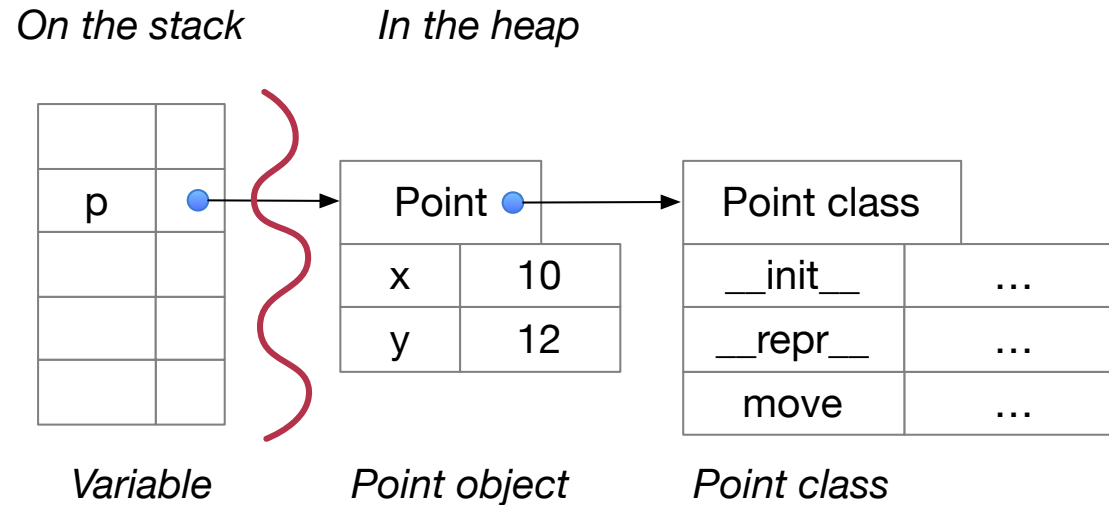 On the stack In the heap
p Point Point class
x 10 __init__ ...
y 12 __repr__ ...
move ...
Variable Point object Point class